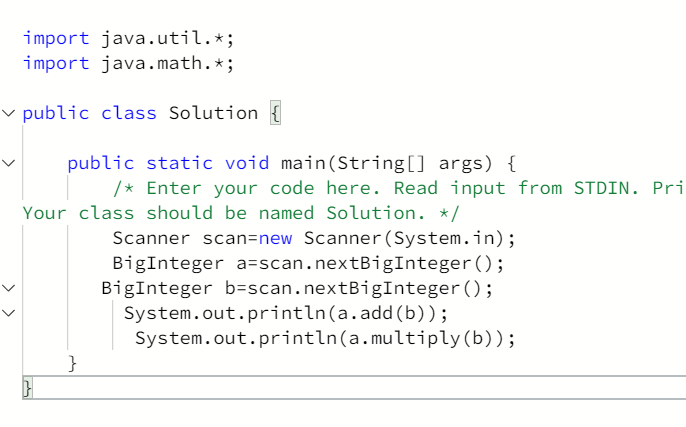 import java.util.*;
import java.math.*;
public class Solution {
public static void main(String[] args) {
/* Enter your code here. Read input from STDIN. Pri
Your class should be named Solution. */
Scanner scan=new Scanner(System.in);
BigInteger a=scan.nextBigInteger();
BigInteger b=scan.nextBigInteger();
System.out.println(a.add(b));
System.out.println(a.multiply(b));
}
}